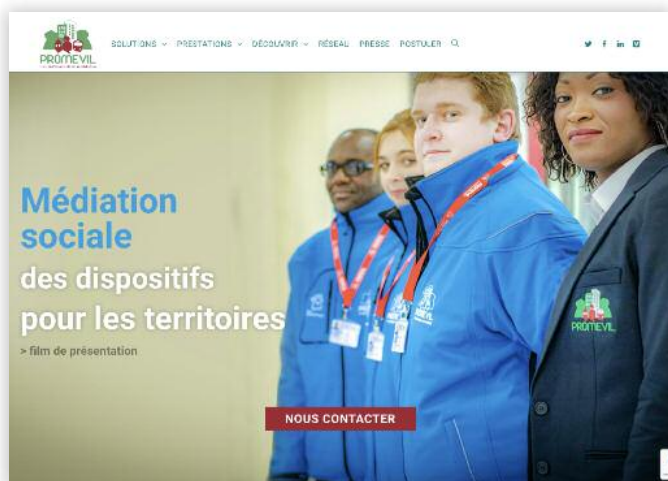 SOLUTIONS
PRESTATIONS
DÉCOUVRIR
RÉSEAU
PRESSE
POSTULER
PROMEVIL
Médiation
sociale
des dispositifs
pour les territoires
> film de présentation
PROMEVIL
NOUS CONTACTER